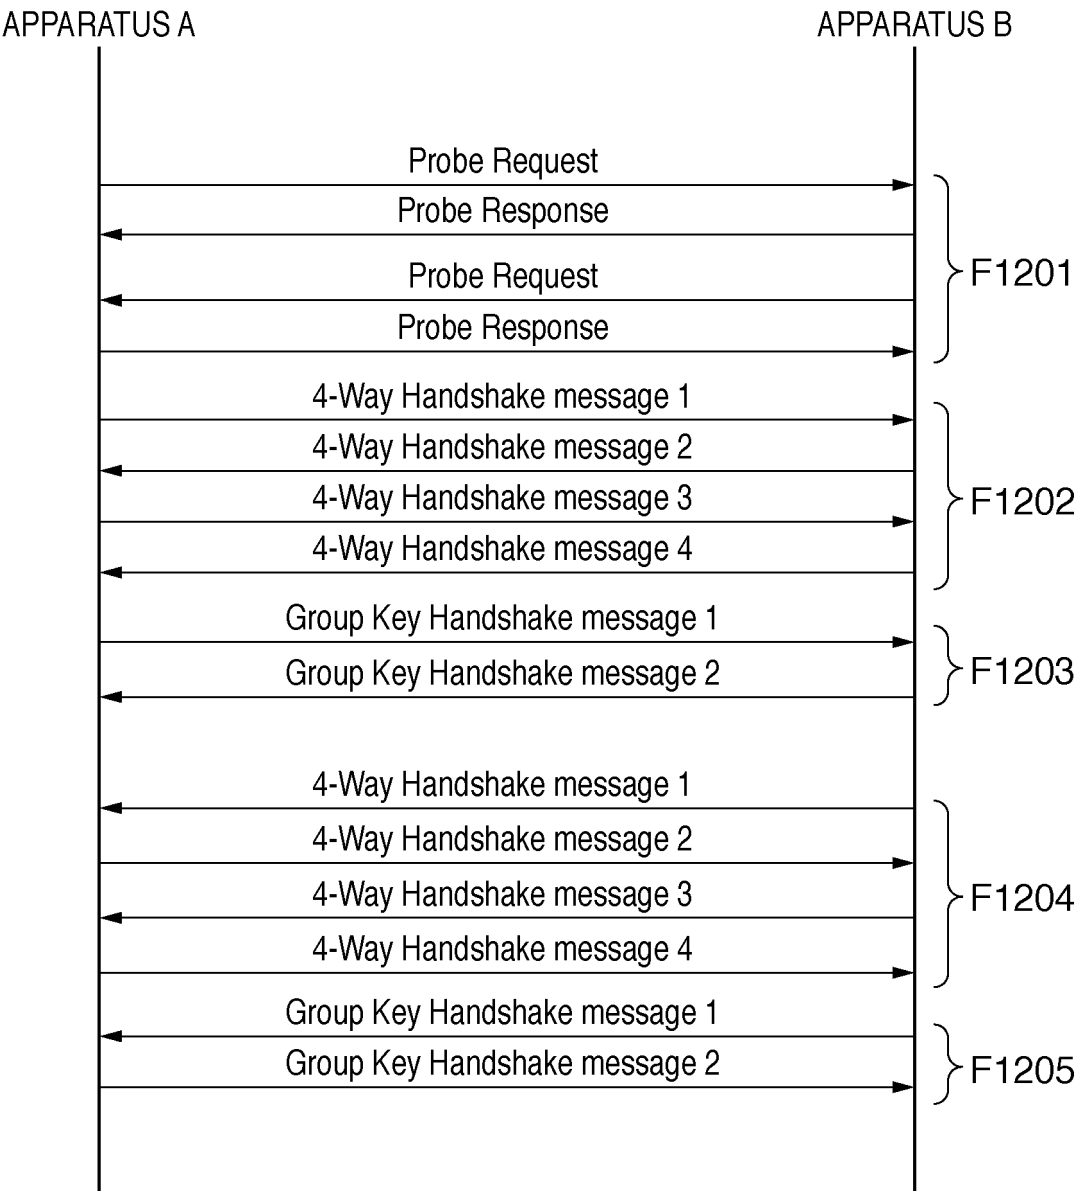 APPARATUS A
APPARATUS B
Probe Request
Probe Response
Probe Request
Probe Response
F1201
4-Way Handshake message 1
4-Way Handshake message 2
4-Way Handshake message 3
4-Way Handshake message 4
F1202
Group Key Handshake message 1
Group Key Handshake message 2
F1203
4-Way Handshake message 1
4-Way Handshake message 2
4-Way Handshake message 3
4-Way Handshake message 4
F1204
Group Key Handshake message 1
Group Key Handshake message 2
F1205